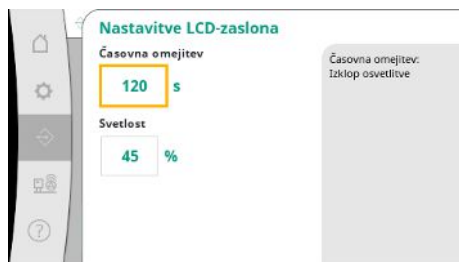 Nastavitve LCD-zaslona
Časovna omejitev
120 s
Svetlost
45 %
Časovna omejitev:
Izklop osvetlitve